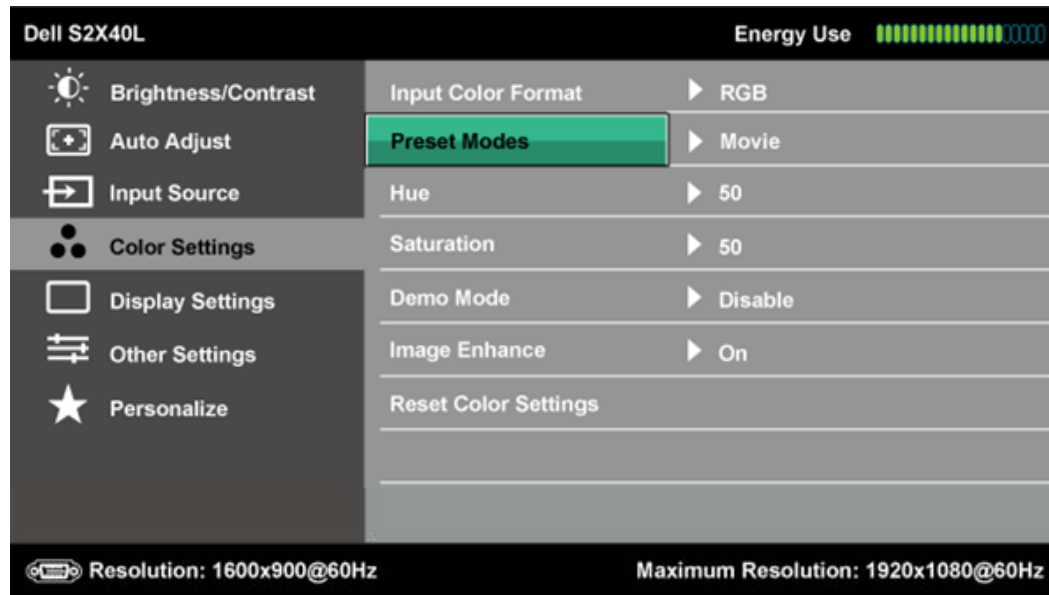 Dell S2X40L Energy Use
Brightness/Contrast Input Color Format RGB
Auto Adjust Preset Modes Movie
Input Source Hue 50
Color Settings Saturation 50
Display Settings Demo Mode Disable
Other Settings Image Enhance On
Personalize Reset Color Settings
Resolution: 1600x900@60Hz Maximum Resolution: 1920x1080@60Hz